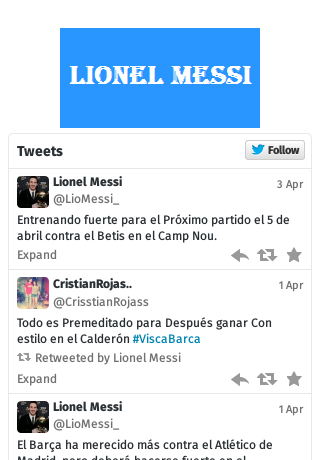 LIONEL MESSI
Tweets
Follow
Lionel Messi
3 Apr
@LioMessi_
Entrenando fuerte para el Próximo partido el 5 de
abril contra el Betis en el Camp Nou.
Expand
CristianRojas..
1 Apr
@CrisstianRojass
Todo es Premeditado para Después ganar Con
estilo en el Calderón #ViscaBarca
Retweeted by Lionel Messi
Expand
Lionel Messi
1 Apr
@LioMessi_
El Barça ha merecido más contra el Atlético de
Madrid, pero deberá hacerse fuerte en el